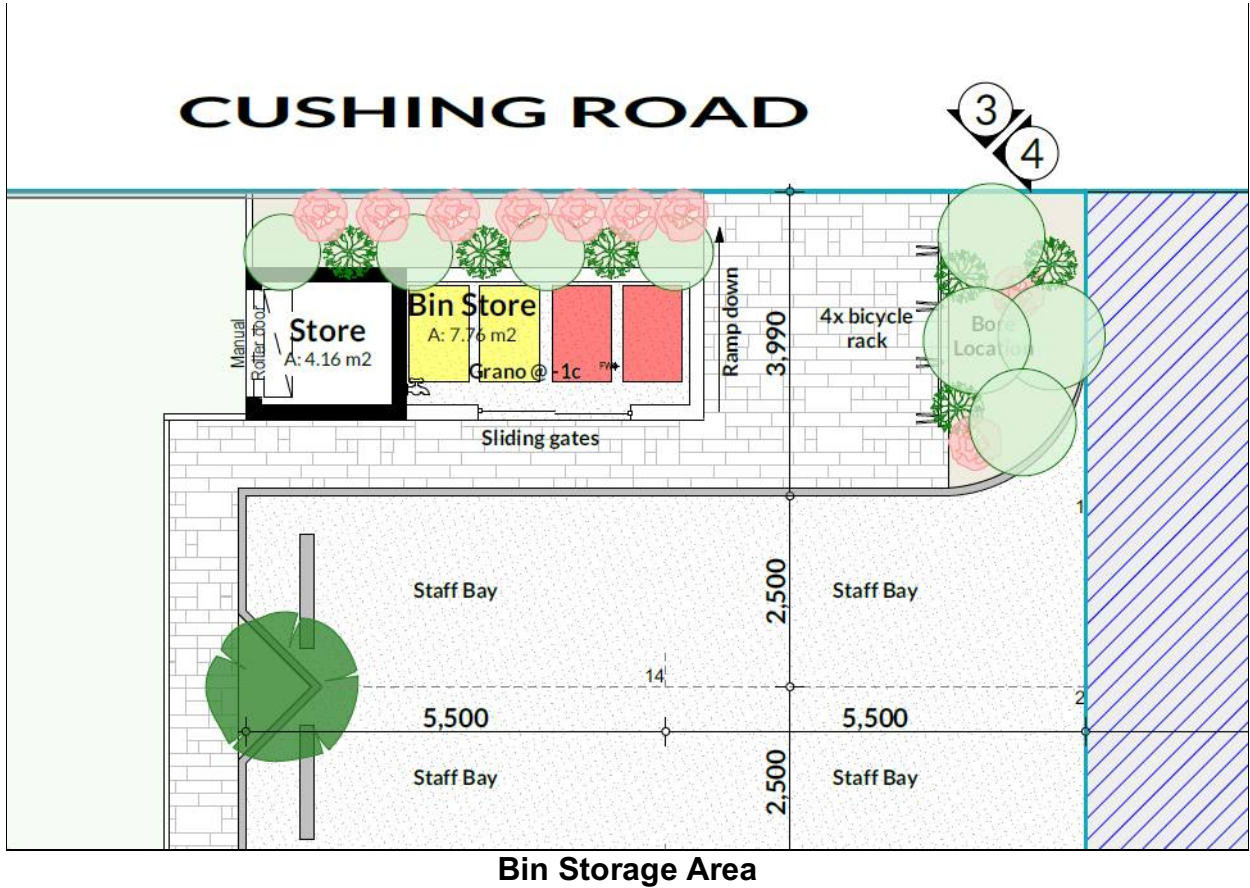 CUSHING ROAD
3
4
Manual
Roller door
Store
A: 4.16 m2
Bin Store
A: 7.76 m2
Grano @ -1c
FW
Sliding gates
Ramp down
3,990
4x bicycle
rack
Bore
Location
1
Staff Bay
2,500
Staff Bay
14
2
5,500
5,500
Staff Bay
2,500
Staff Bay
Bin Storage Area